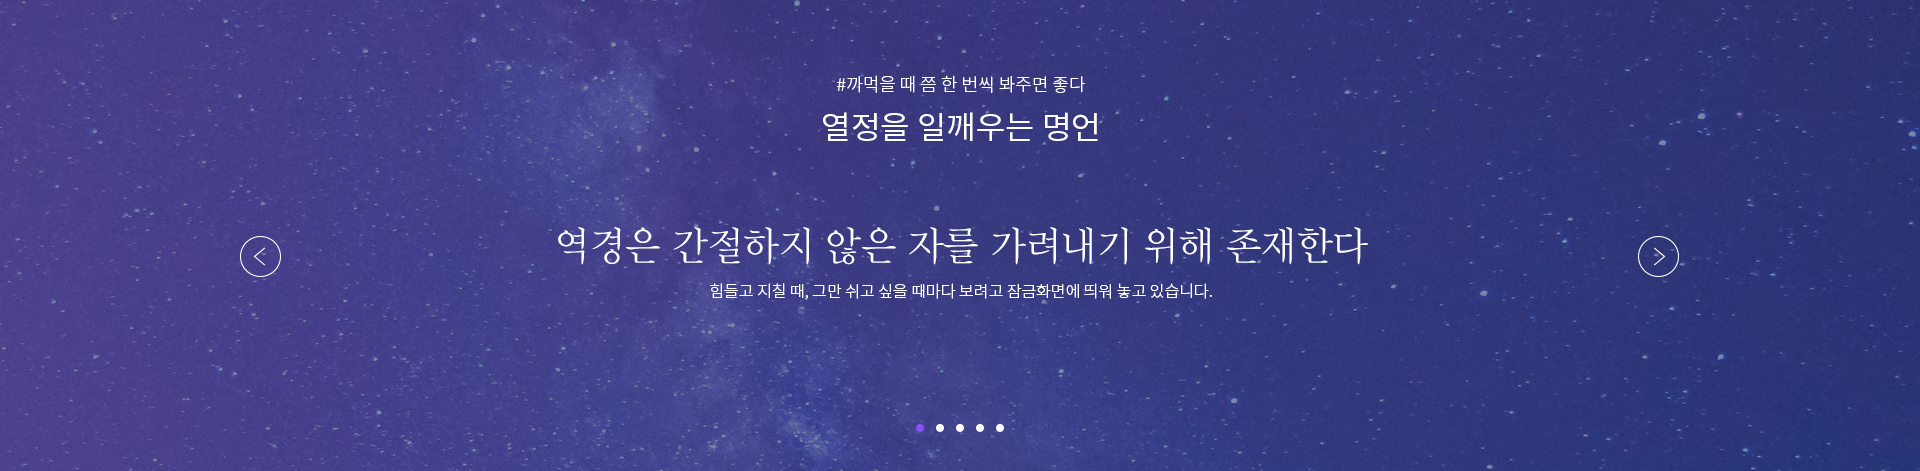 #까먹을 때 쯤 한 번씩 봐주면 좋다
열정을 일깨우는 명언
역경은 간절하지 않은 자를 가려내기 위해 존재한다
힘들고 지칠 때, 그만 쉬고 싶을 때마다 보려고 잠금화면에 띄워 놓고 있습니다.